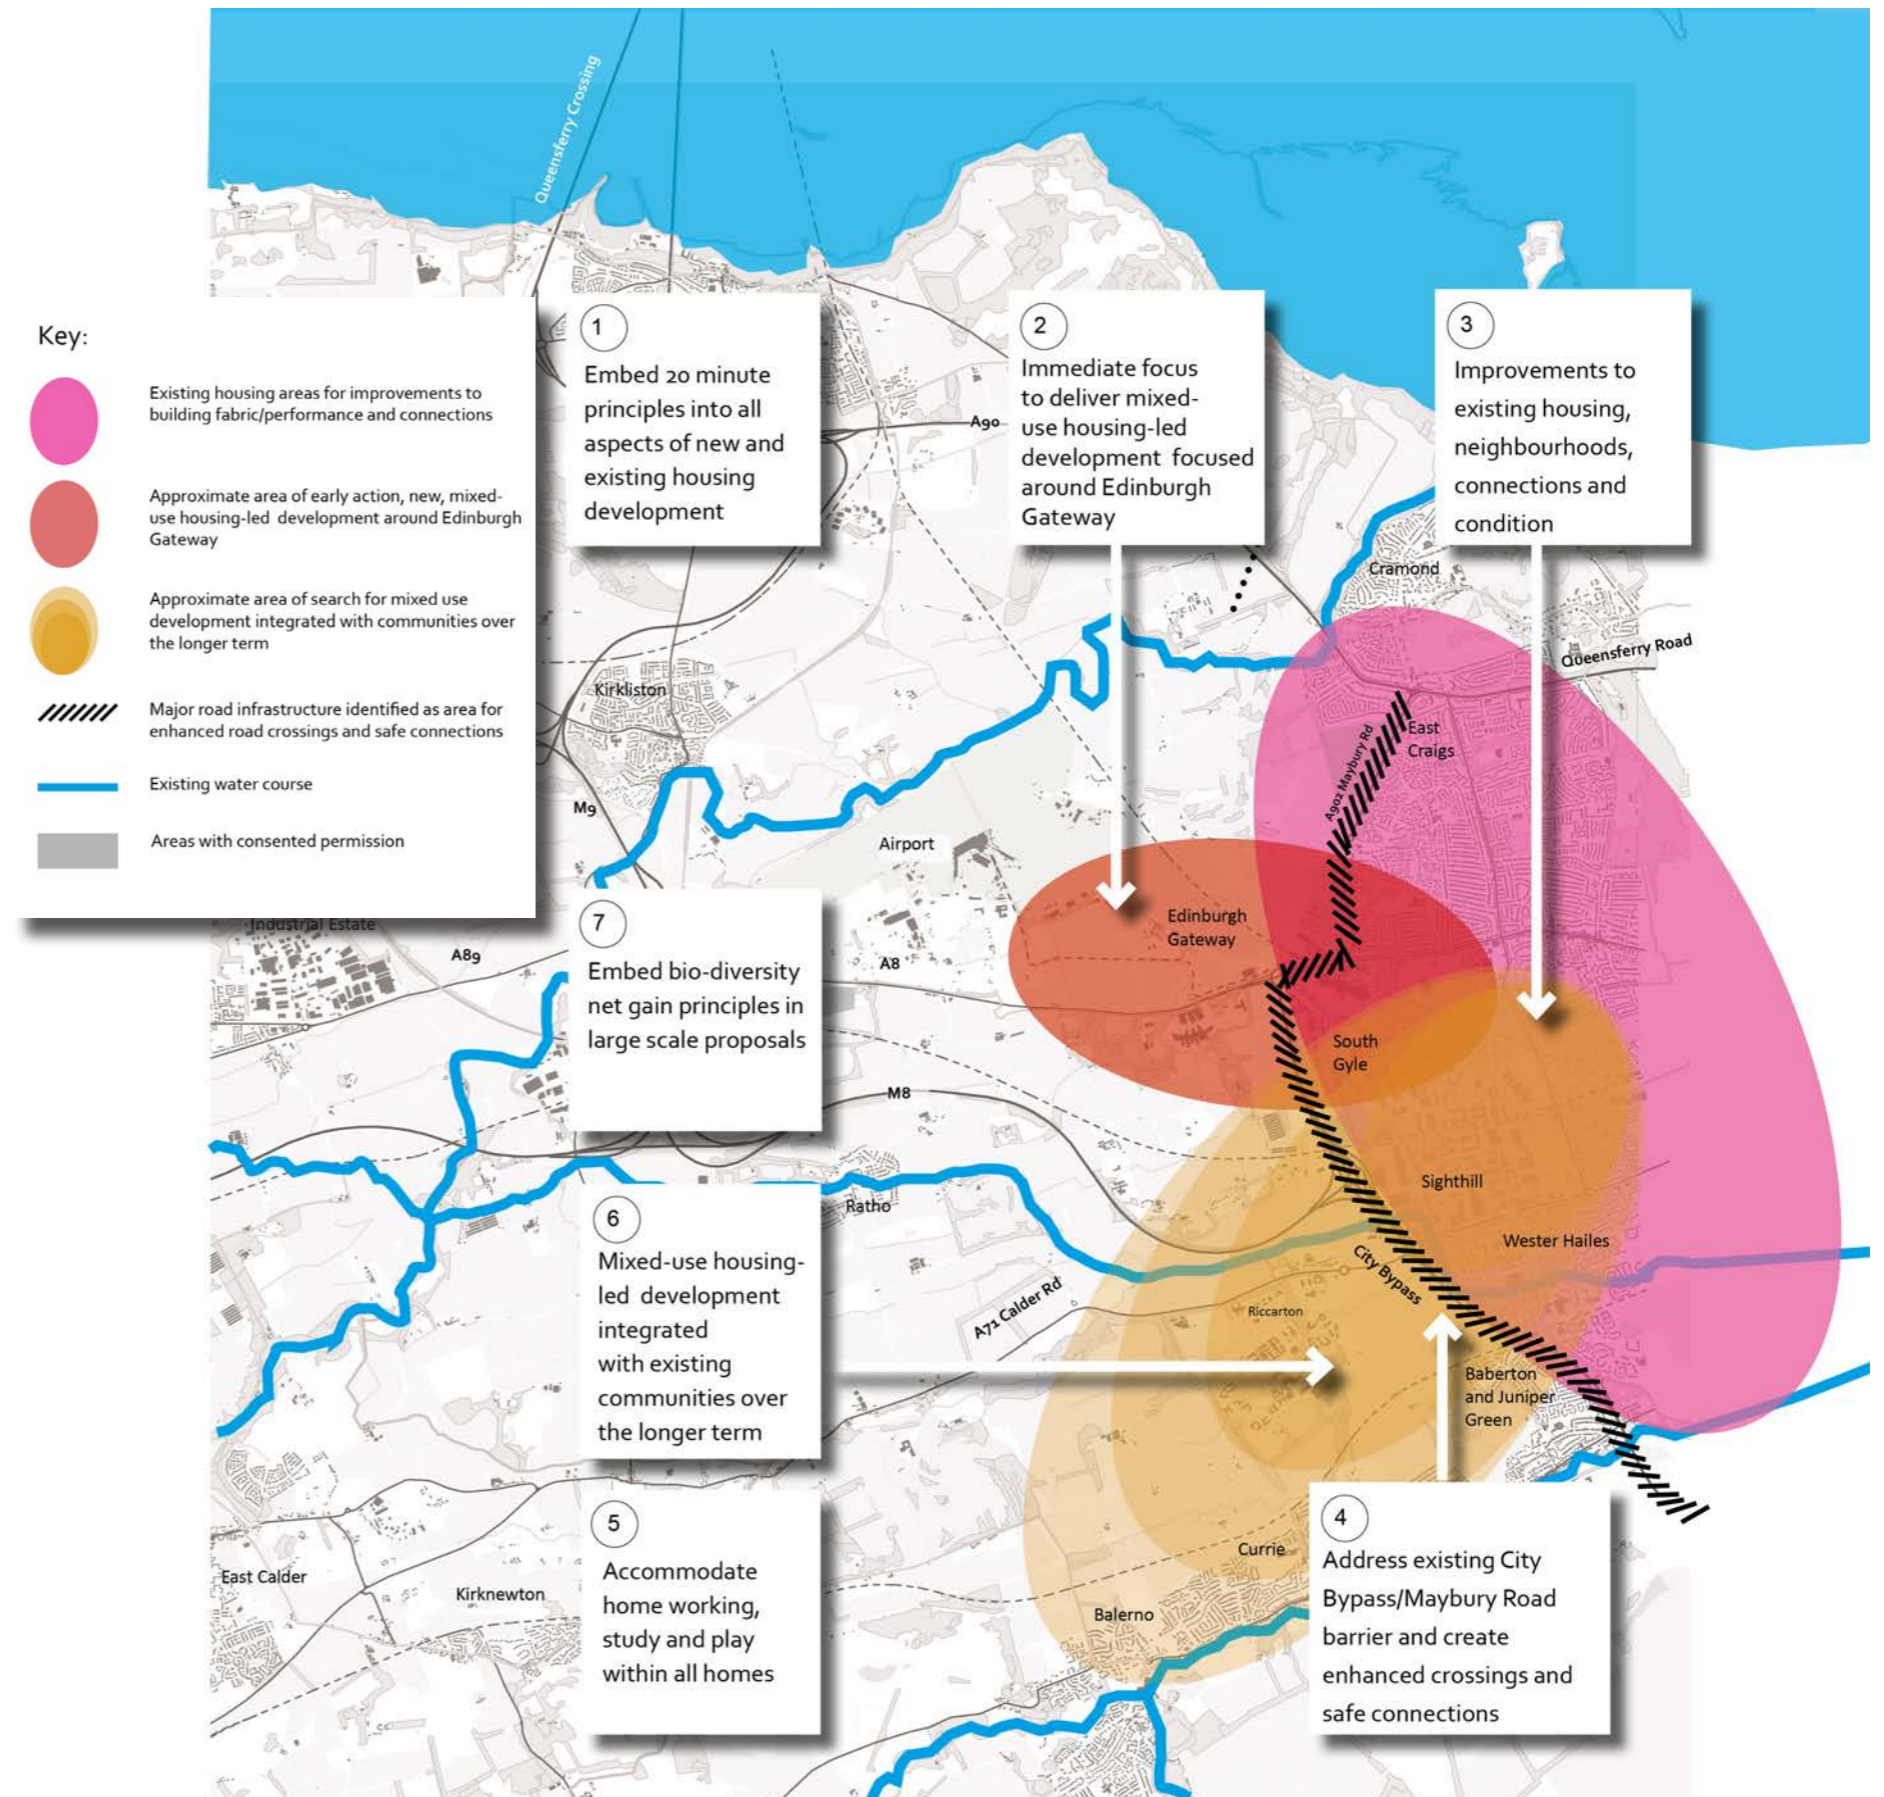 Queensferry Crossing
Key:
Existing housing areas for improvements to
building fabric/performance and connections
Approximate area of early action, new, mixed-
use housing-led development around Edinburgh
Gateway
Approximate area of search for mixed use
development integrated with communities over
the longer term
Major road infrastructure identified as area for
enhanced road crossings and safe connections
Existing water course
Areas with consented permission
1
Embed 20 minute
principles into all
aspects of new and
existing housing
development
2
Immediate focus
to deliver mixed-
use housing-led
development focused
around Edinburgh
Gateway
3
Improvements to
existing housing,
neighbourhoods,
connections and
condition
A90
Cramond
Queensferry Road
Kirkliston
East
Craigs
A902 Maybury Rd
M9
Airport
Edinburgh
Gateway
Industrial Estate
A89
A8
7
Embed bio-diversity
net gain principles in
large scale proposals
South
Gyle
M8
Sighthill
Ratho
Wester Hailes
City Bypass
A71 Calder Rd
Riccarton
6
Mixed-use housing-
led development
integrated
with existing
communities over
the longer term
Baberton
and Juniper
Green
5
Accommodate
home working,
study and play
within all homes
4
Address existing City
Bypass/Maybury Road
barrier and create
enhanced crossings and
safe connections
Currie
East Calder
Kirknewton
Balerno